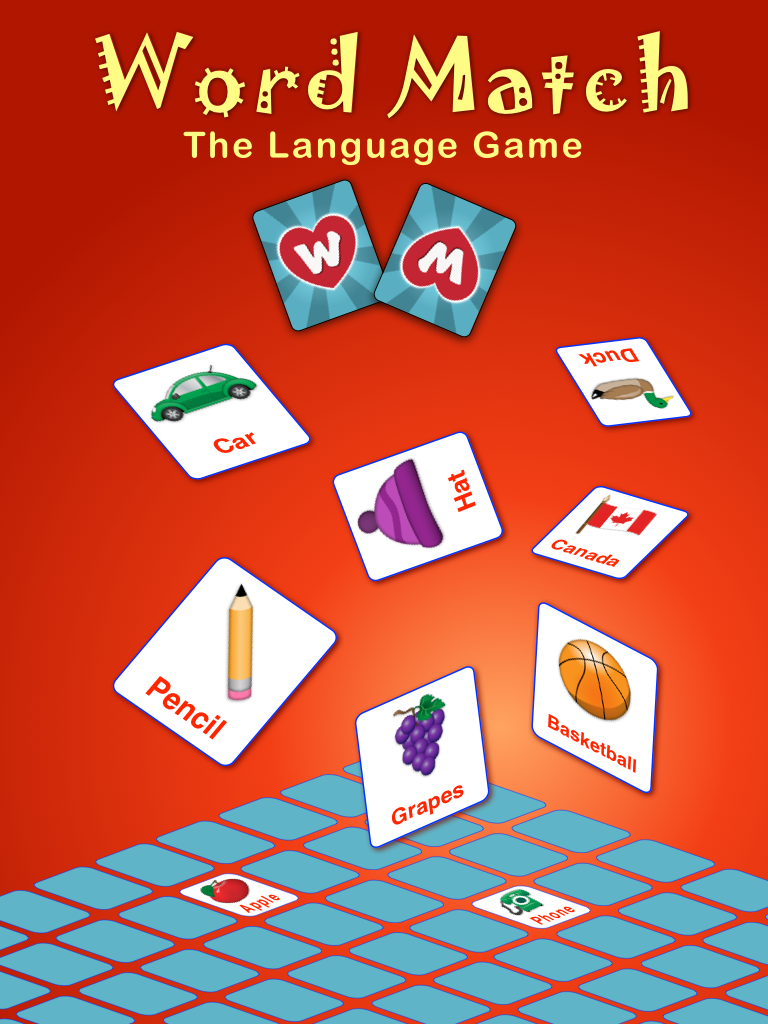 Word Match
The Language Game
W
M
Car
Duck
Hat
Canada
Pencil
Basketball
Grapes
Apple
Phone